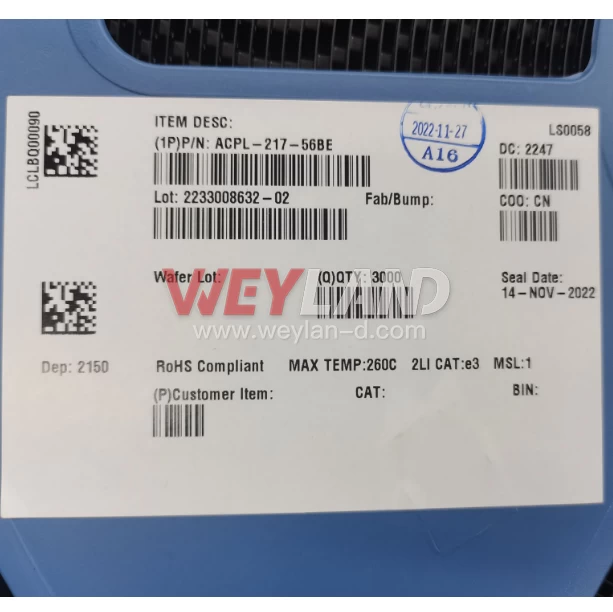 ITEM DESC:
(1P)P/N: ACPL-217-56BE
LCLBQ00009O
2022-11-27
A16
LS0058
DC: 2247
COO: CN
Lot: 2233008632-02
Fab/Bump:
Wafer Lot:
(Q)QTY: 3000
Seal Date:
14-NOV-2022
WEYLAND
www.weylan-d.com
Dep: 2150
RoHS Compliant
MAX TEMP:260C
2LI CAT:e3
MSL:1
(P)Customer Item:
CAT:
BIN: